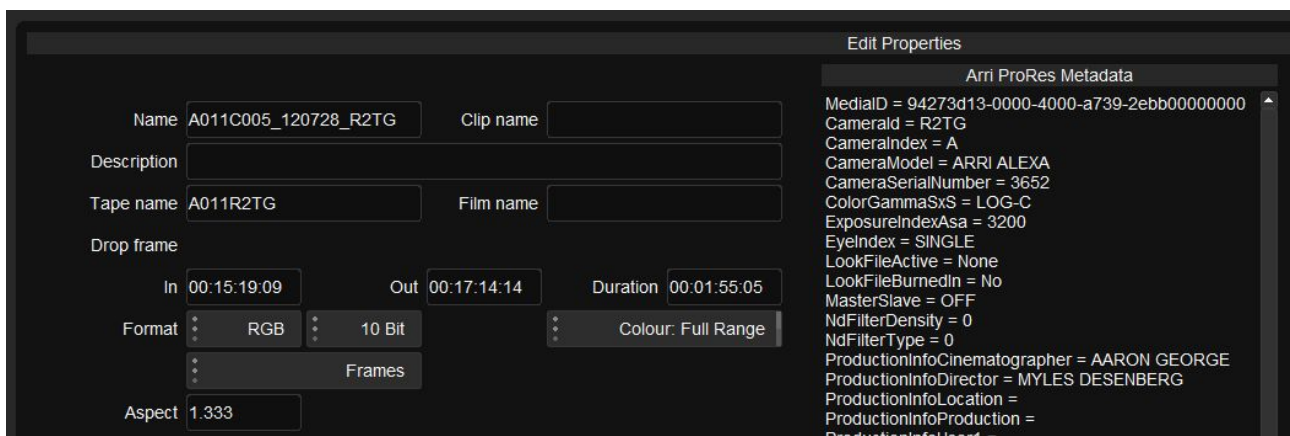 Edit Properties
Arri ProRes Metadata
Name A011C005_120728_R2TG Clip name
Description
Tape name A011R2TG Film name
Drop frame
In 00:15:19:09 Out 00:17:14:14 Duration 00:01:55:05
Format RGB 10 Bit Colour: Full Range
Frames
Aspect 1.333
MediaID = 94273d13-0000-4000-a739-2ebb00000000
CameraId = R2TG
CameraIndex = A
CameraModel = ARRI ALEXA
CameraSerialNumber = 3652
ColorGammaSxS = LOG-C
ExposureIndexAsa = 3200
EyeIndex = SINGLE
LookFileActive = None
LookFileBurnedIn = No
MasterSlave = OFF
NdFilterDensity = 0
NdFilterType = 0
ProductionInfoCinematographer = AARON GEORGE
ProductionInfoDirector = MYLES DESENBERG
ProductionInfoLocation =
ProductionInfoProduction =